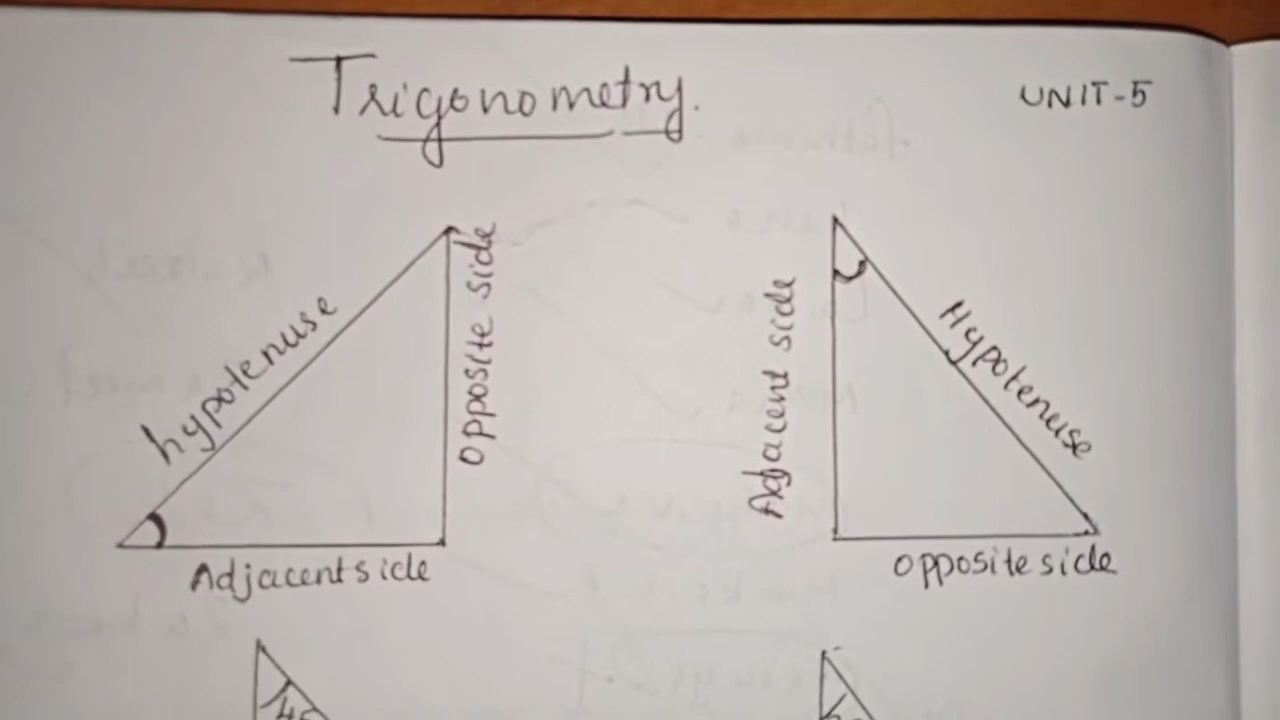 Trigonometry.
UNIT-5
hypotenuse
opposite side
Adjacent side
Adjacent side
Hypotenuse
opposite side